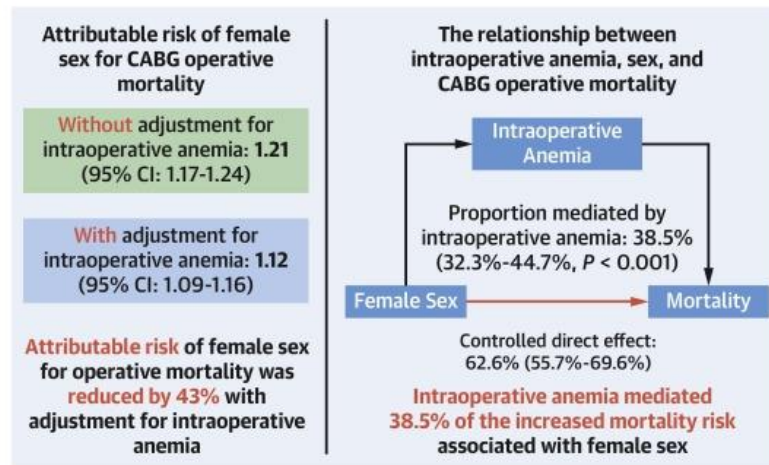 Attributable risk of female
sex for CABG operative
mortality
Without adjustment for
intraoperative anemia: 1.21
(95% CI: 1.17-1.24)
With adjustment for
intraoperative anemia: 1.12
(95% CI: 1.09-1.16)
Attributable risk of female sex
for operative mortality was
reduced by 43% with
adjustment for intraoperative
anemia
The relationship between
intraoperative anemia, sex, and
CABG operative mortality
Intraoperative
Anemia
Proportion mediated by
intraoperative anemia: 38.5%
(32.3%-44.7%, P < 0.001)
Female Sex
Mortality
Controlled direct effect:
62.6% (55.7%-69.6%)
Intraoperative anemia mediated
38.5% of the increased mortality risk
associated with female sex